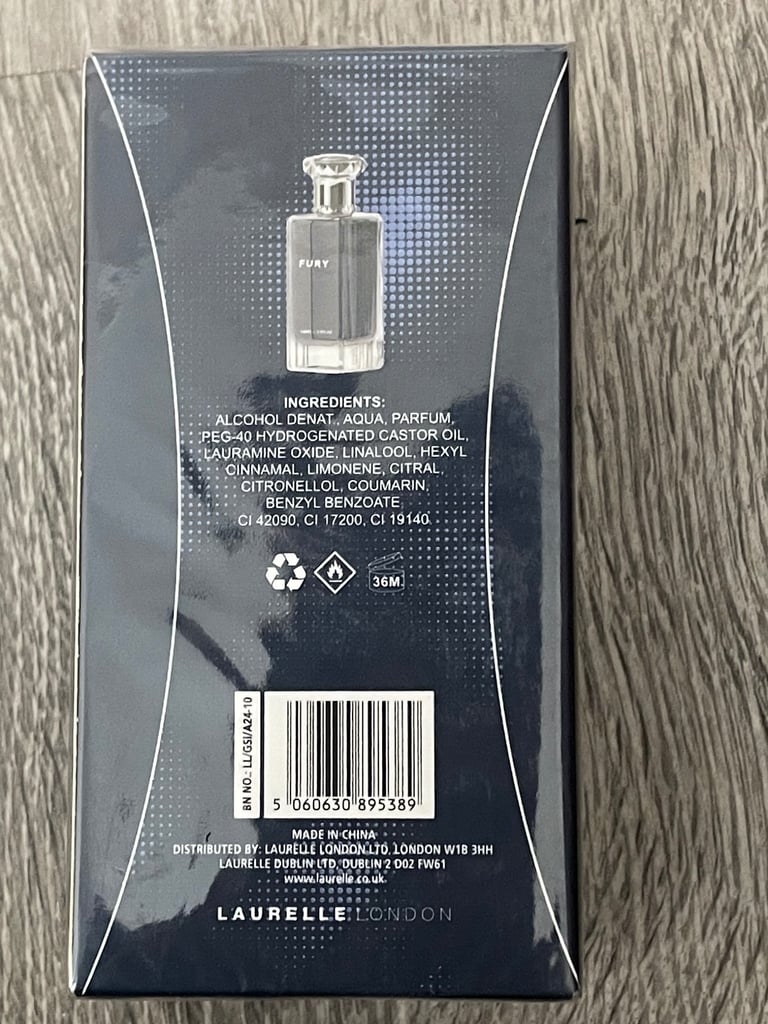 FURY
INGREDIENTS:
ALCOHOL DENAT., AQUA, PARFUM,
PEG-40 HYDROGENATED CASTOR OIL,
LAURAMINE OXIDE, LINALOOL, HEXYL
CINNAMAL, LIMONENE, CITRAL,
CITRONELLOL, COUMARIN,
BENZYL BENZOATE
CI 42090, CI 17200, CI 19140
36M
BN NO.: LL/GSI/A24-10
5 060630 895389
MADE IN CHINA
DISTRIBUTED BY: LAURELLE LONDON LTD, LONDON W1B 3HH
LAURELLE DUBLIN LTD, DUBLIN 2 D02 FW61
www.laurelle.co.uk
LAURELLE LONDON